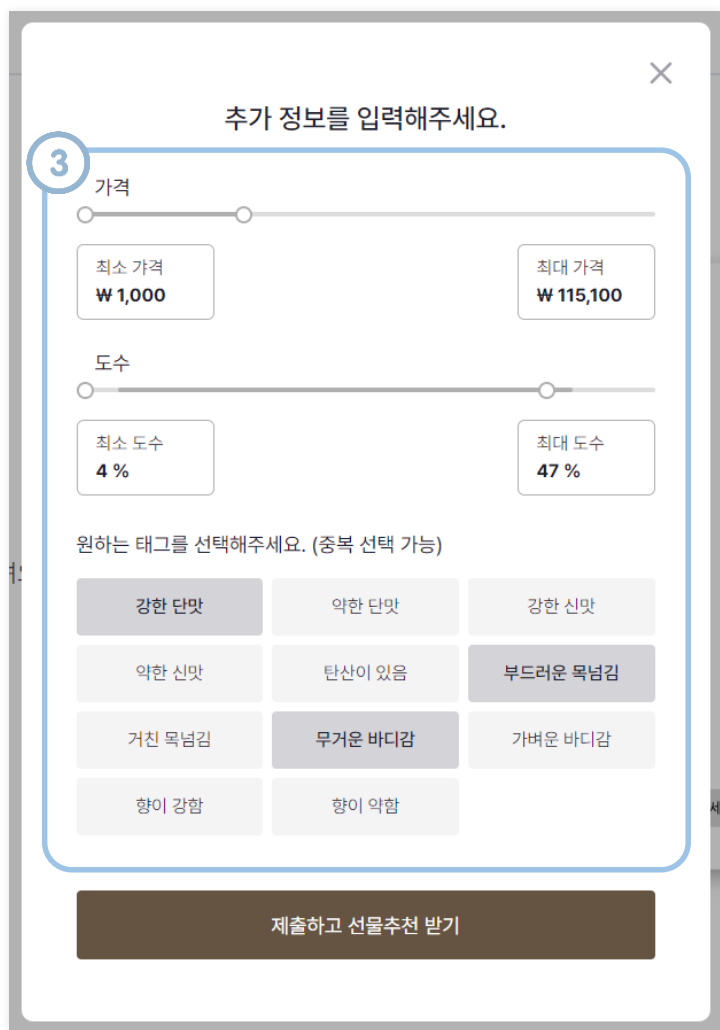 추가 정보를 입력해주세요.
3
가격
최소 가격
최대 가격
₩ 1,000
₩ 115,100
도수
최소 도수
최대 도수
4 %
47 %
원하는 태그를 선택해주세요. (중복 선택 가능)
강한 단맛
약한 단맛
강한 신맛
약한 신맛
탄산이 있음
부드러운 목넘김
거친 목넘김
무거운 바디감
가벼운 바디감
향이 강함
향이 약함
제출하고 선물추천 받기